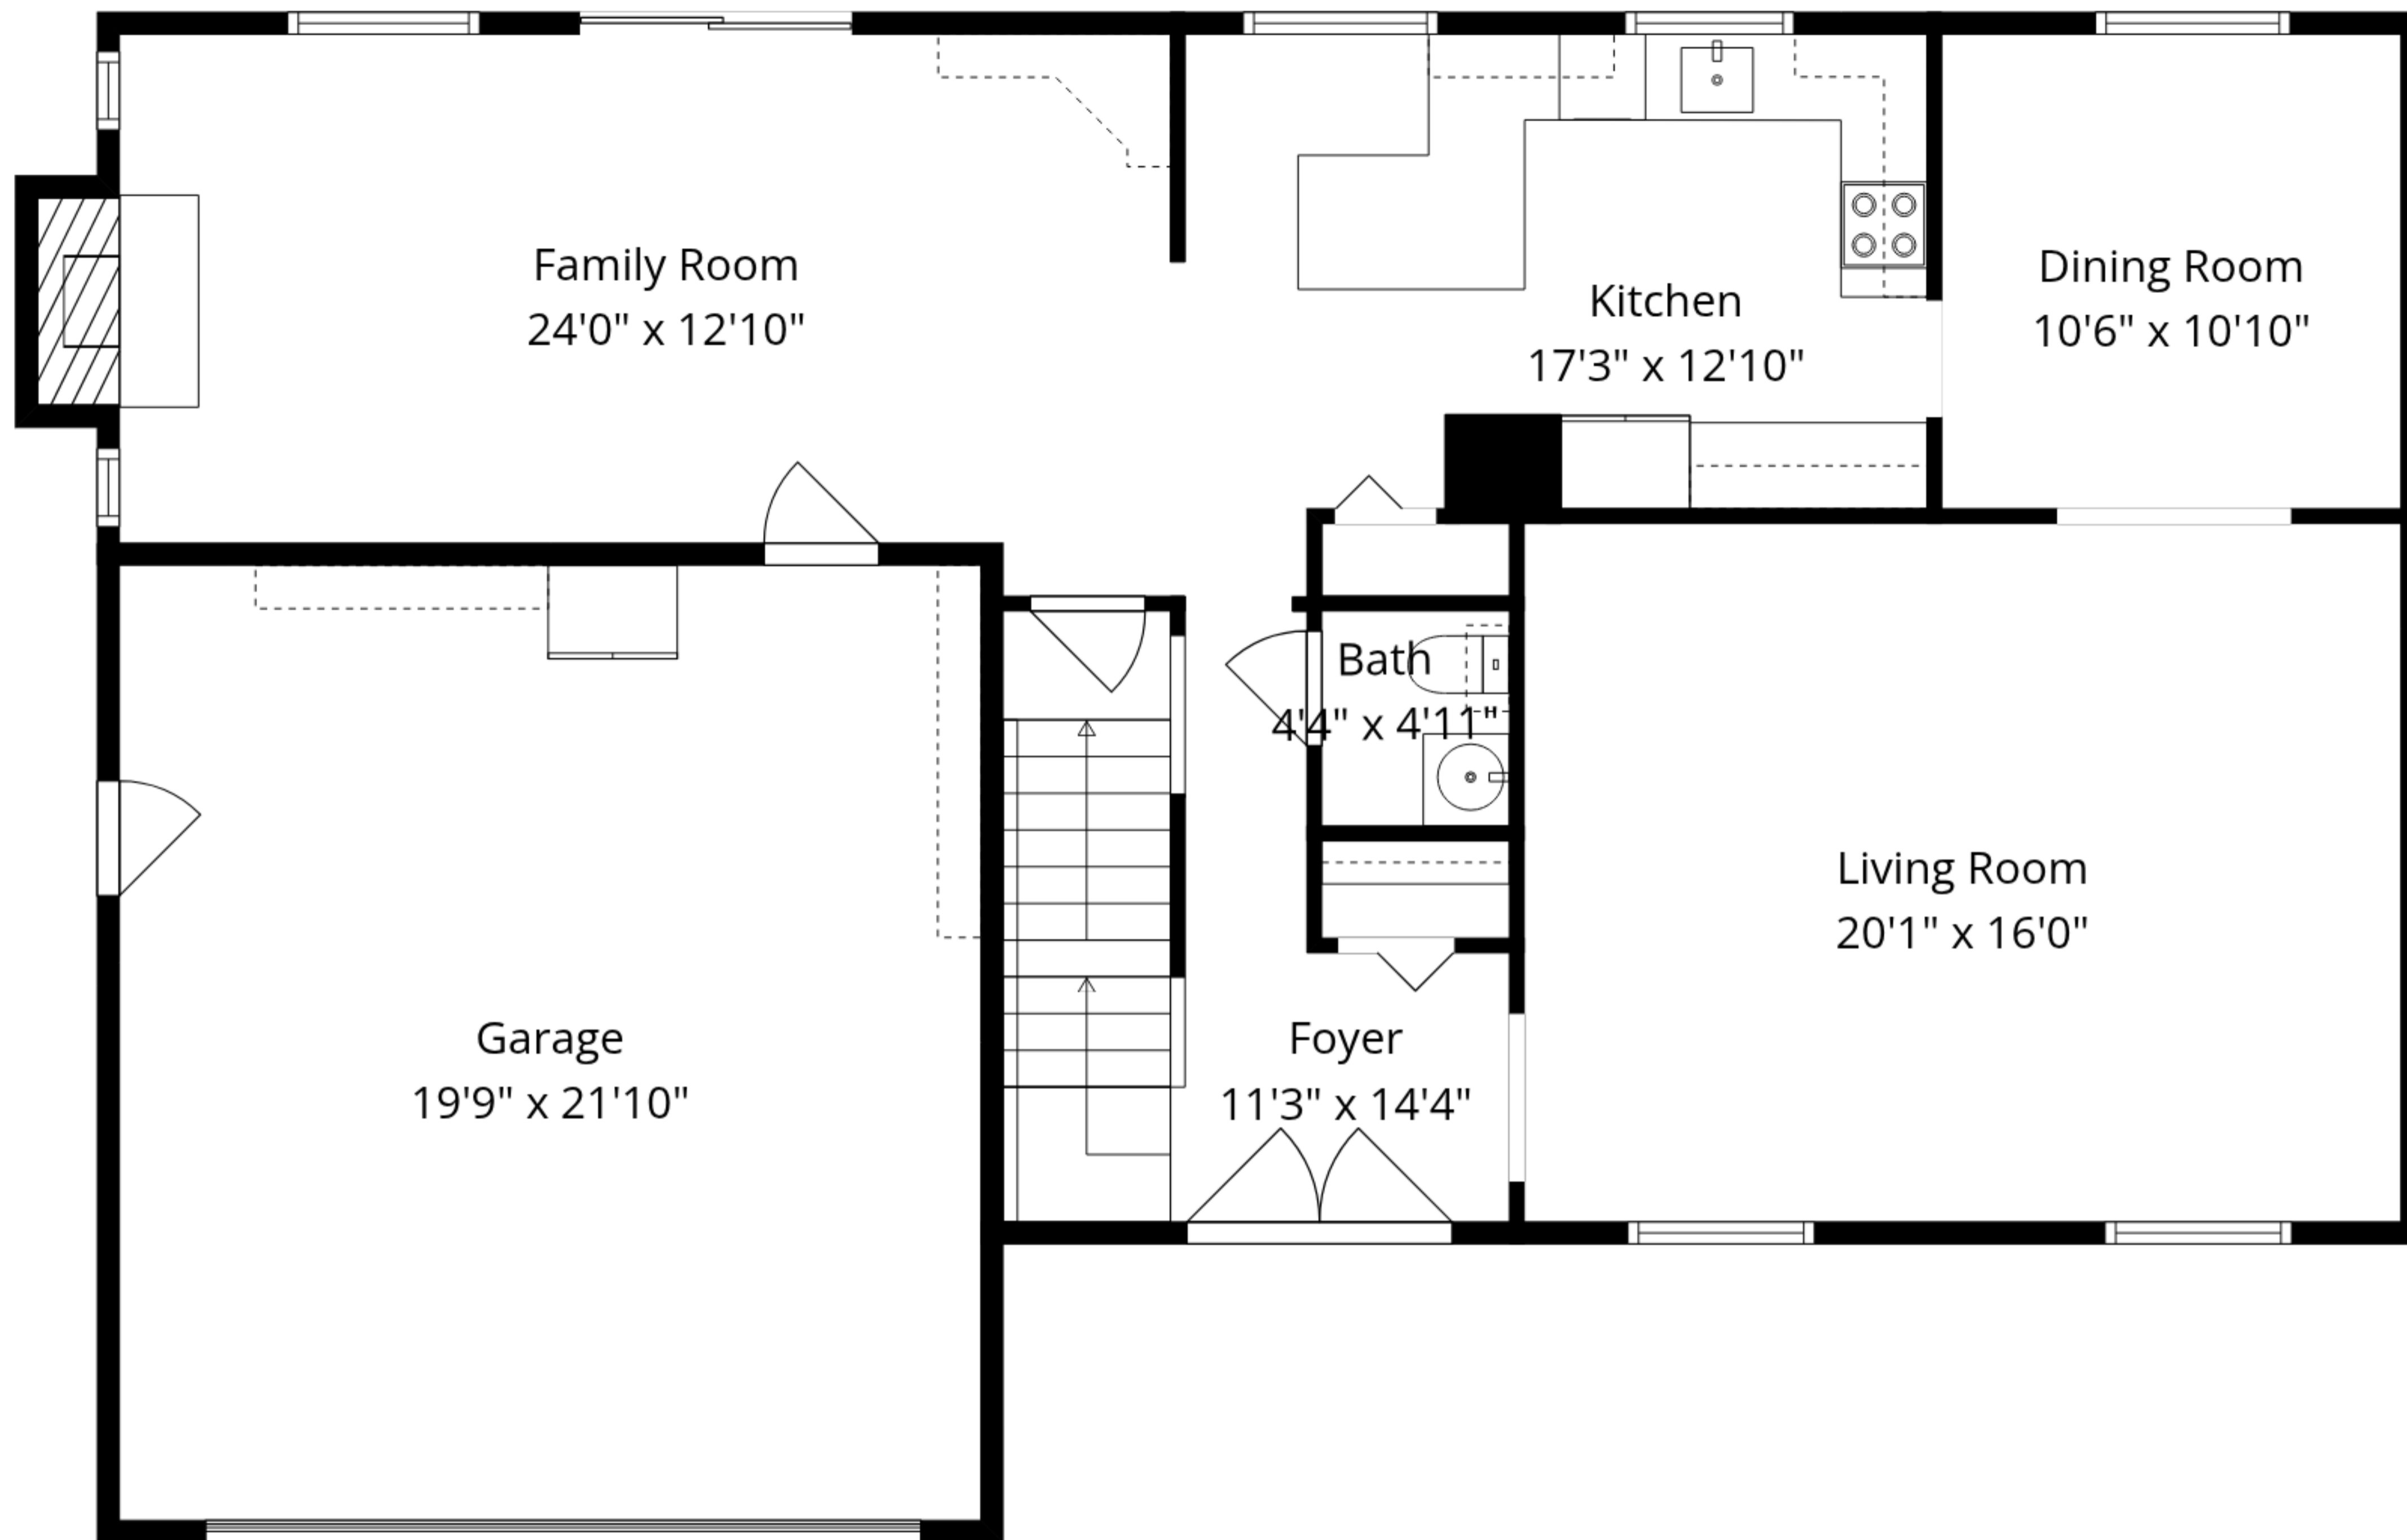 Family Room
24'0" x 12'10"
Kitchen
17'3" x 12'10"
Dining Room
10'6" x 10'10"
Bath
4'4" x 4'11"
Living Room
20'1" x 16'0"
Garage
19'9" x 21'10"
Foyer
11'3" x 14'4"